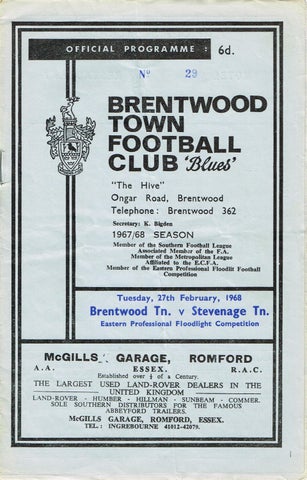 OFFICIAL PROGRAMME : 6d.
Nº 29
BRENTWOOD
TOWN
FOOTBALL
CLUB 'Blues'
"The Hive"
Ongar Road, Brentwood
Telephone: Brentwood 362
Secretary: K. Bigden
1967/68 SEASON
Member of the Southern Football League
Associated Member of the F.A.
Member of the Metropolitan League
Affiliated to the E.C.F.A.
Member of the Eastern Professional Floodlit Football
Competition
Tuesday, 27th February, 1968
Brentwood Tn. v Stevenage Tn.
Eastern Professional Floodlight Competition
McGILLS GARAGE, ROMFORD
A.A. ESSEX. R.A.C.
Established over ½ of a Century.
THE LARGEST USED LAND-ROVER DEALERS IN THE
UNITED KINGDOM
LAND-ROVER - HUMBER - HILLMAN - SUNBEAM - COMMER.
SOLE SOUTHERN DISTRIBUTORS FOR THE FAMOUS
ABBEYFORD TRAILERS.
McGILLS GARAGE, ROMFORD, ESSEX.
TEL: INGREBOURNE 41012-42079.